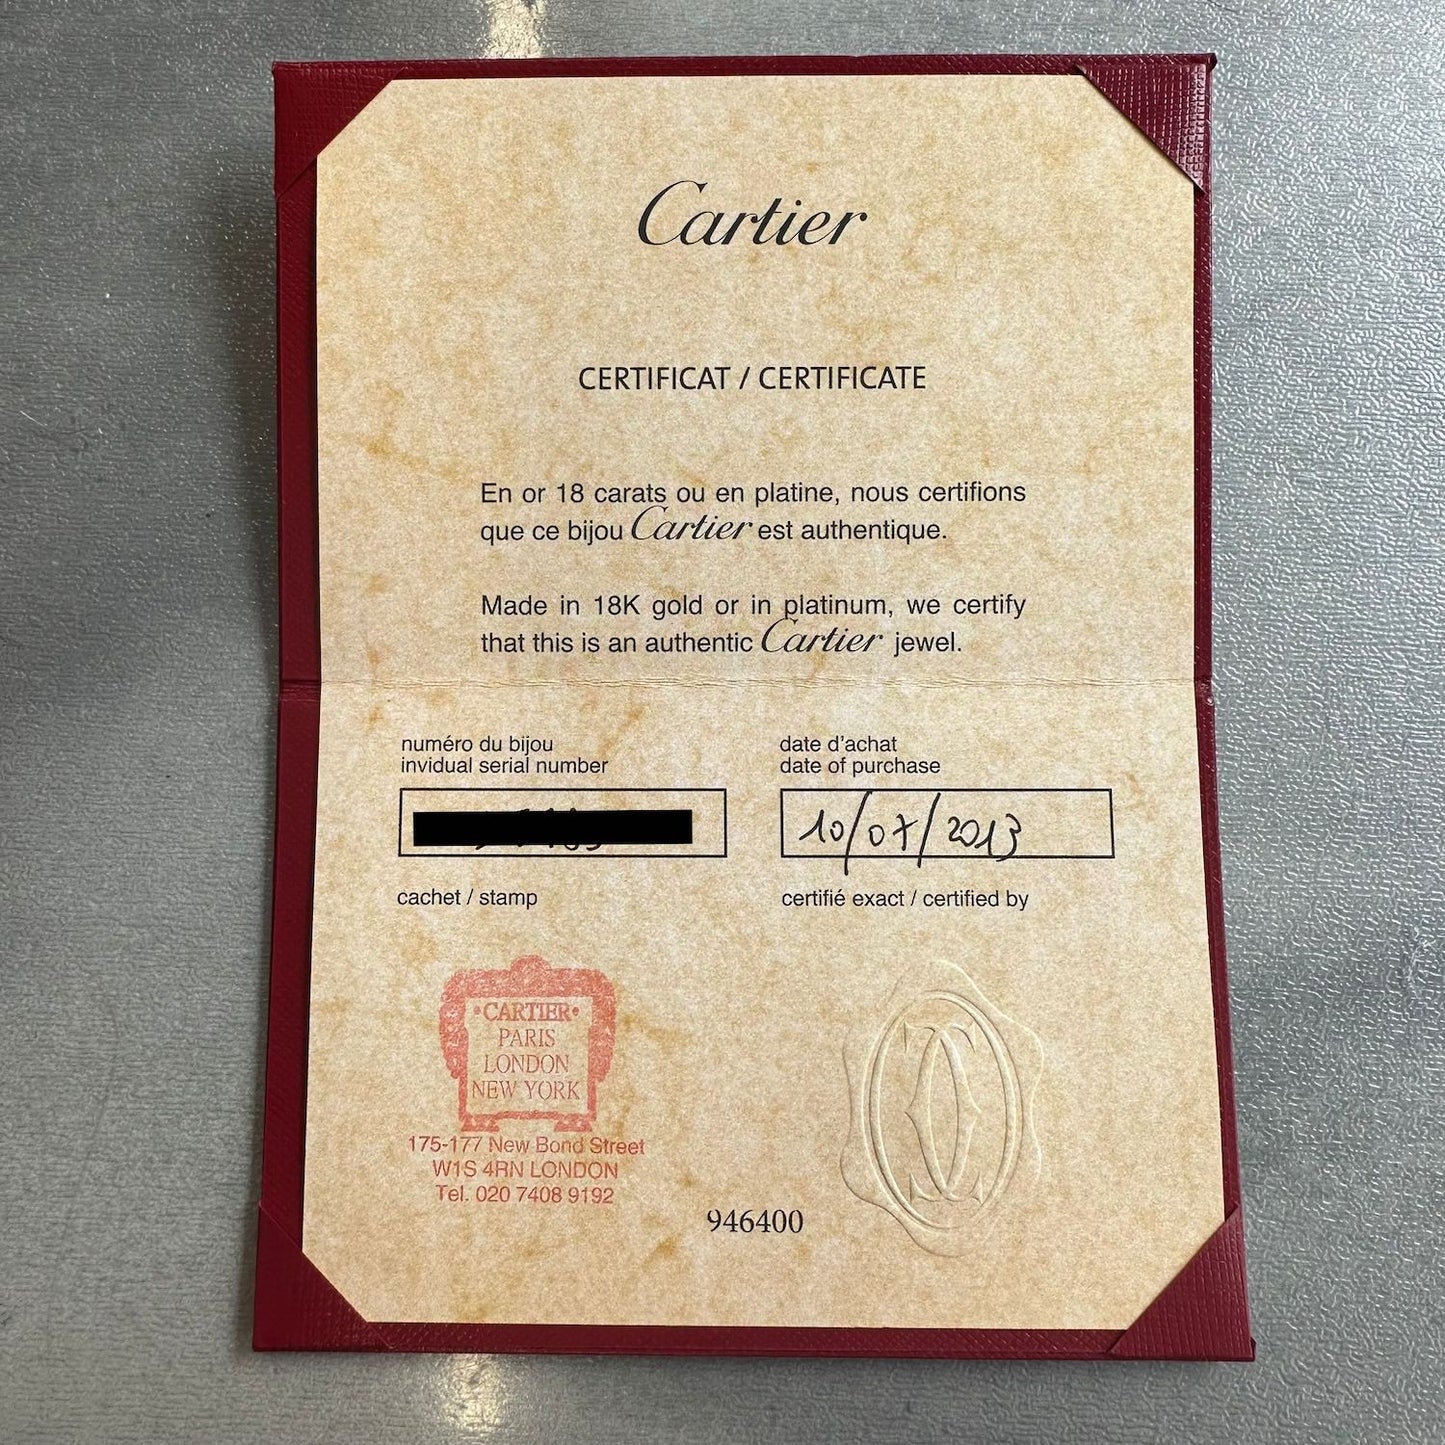 Cartier
CERTIFICAT / CERTIFICATE
En or 18 carats ou en platine, nous certifions
que ce bijou Cartier est authentique.
Made in 18K gold or in platinum, we certify
that this is an authentic Cartier jewel.
numéro du bijou
invidual serial number
date d'achat
date of purchase
10/07/2013
cachet / stamp
certifié exact / certified by
•CARTIER•
PARIS
LONDON
NEW YORK
175-177 New Bond Street
W1S 4RN LONDON
Tel. 020 7408 9192
946400